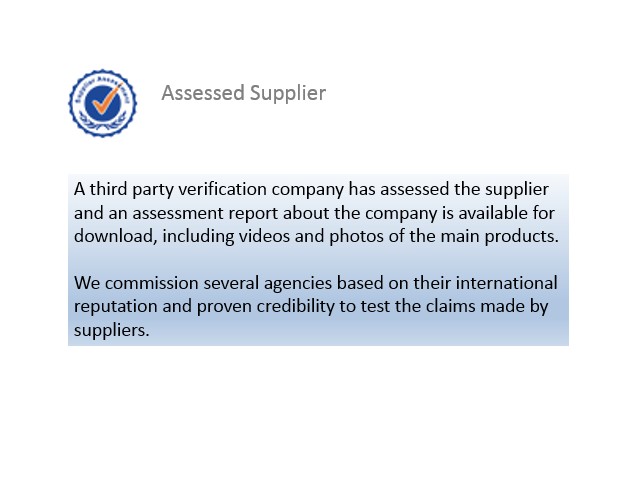 Supplier Assessment
Assessed Supplier
A third party verification company has assessed the supplier
and an assessment report about the company is available for
download, including videos and photos of the main products.
We commission several agencies based on their international
reputation and proven credibility to test the claims made by
suppliers.